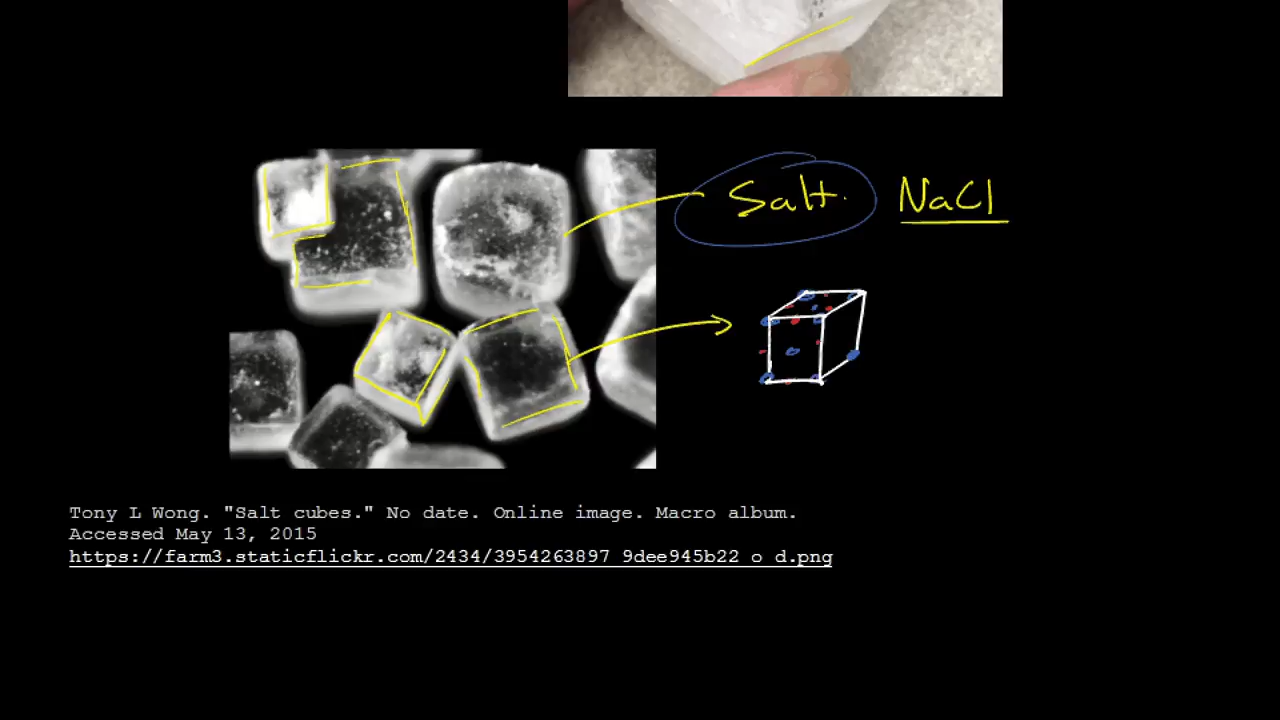 Salt. NaCl
Tony L Wong. "Salt cubes." No date. Online image. Macro album.
Accessed May 13, 2015
https://farm3.staticflickr.com/2434/3954263897 9dee945b22 o d.png